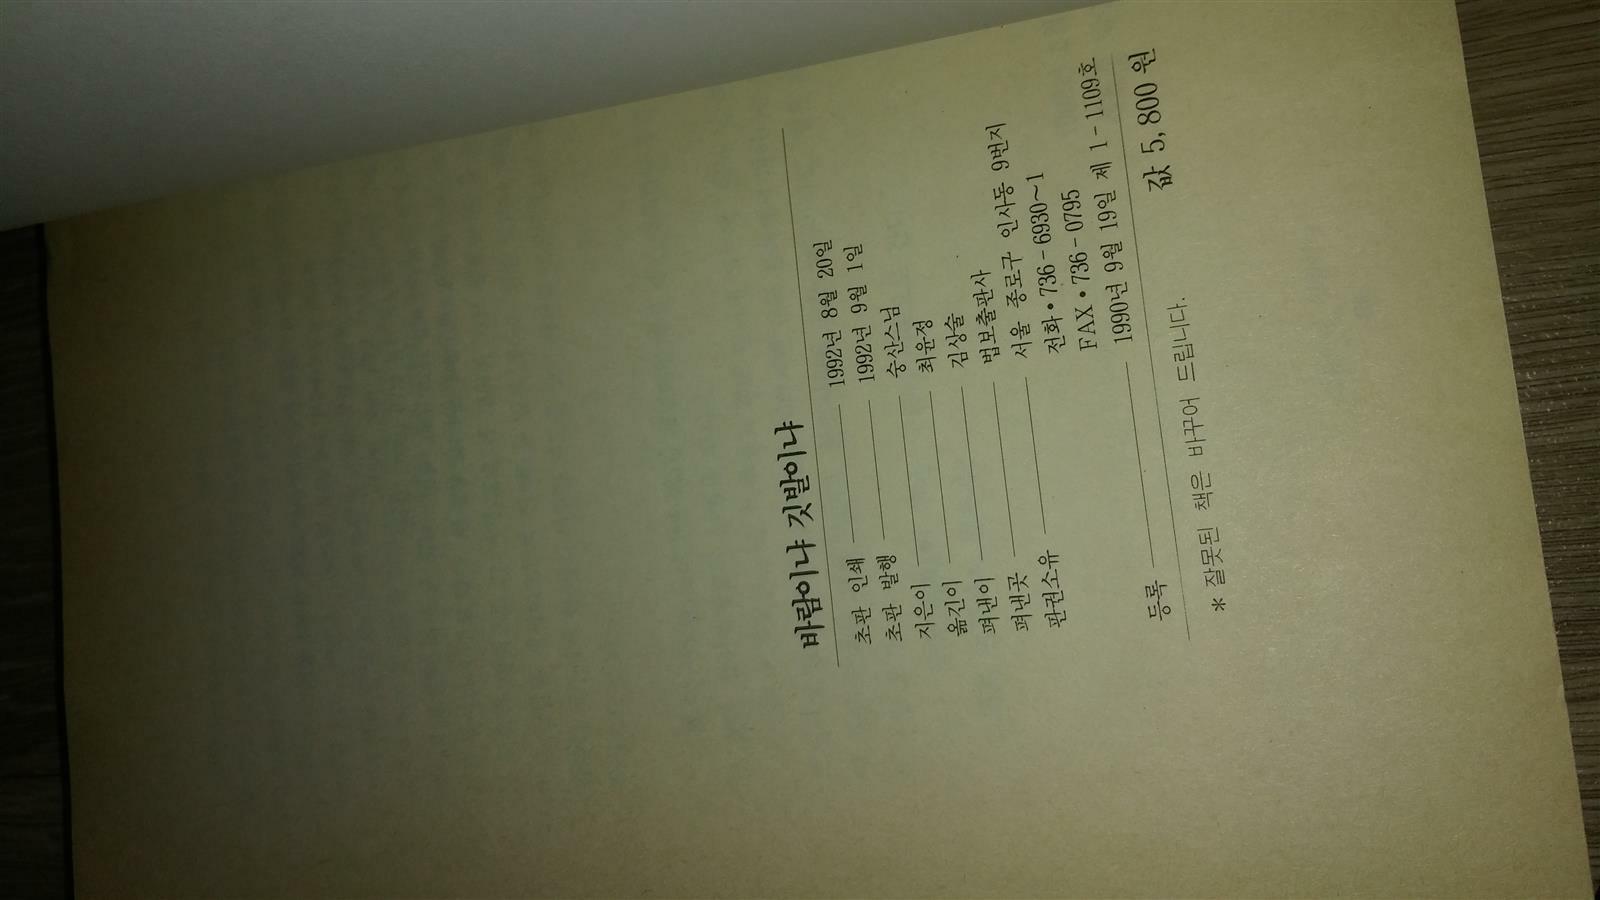 바람이냐 깃발이냐
초판 인쇄 ──── 1992년 8월 20일
초판 발행 ──── 1992년 9월 1일
지은이 ──── 숭산스님
옮긴이 ──── 최윤정
펴낸이 ──── 김상술
펴낸곳 ──── 법보출판사
판권소유 ──── 서울 종로구 인사동 9번지
전화•736-6930~1
FAX•736-0795
등록 ──── 1990년 9월 19일 제 1-1109호
값 5,800 원
* 잘못된 책은 바꾸어 드립니다.